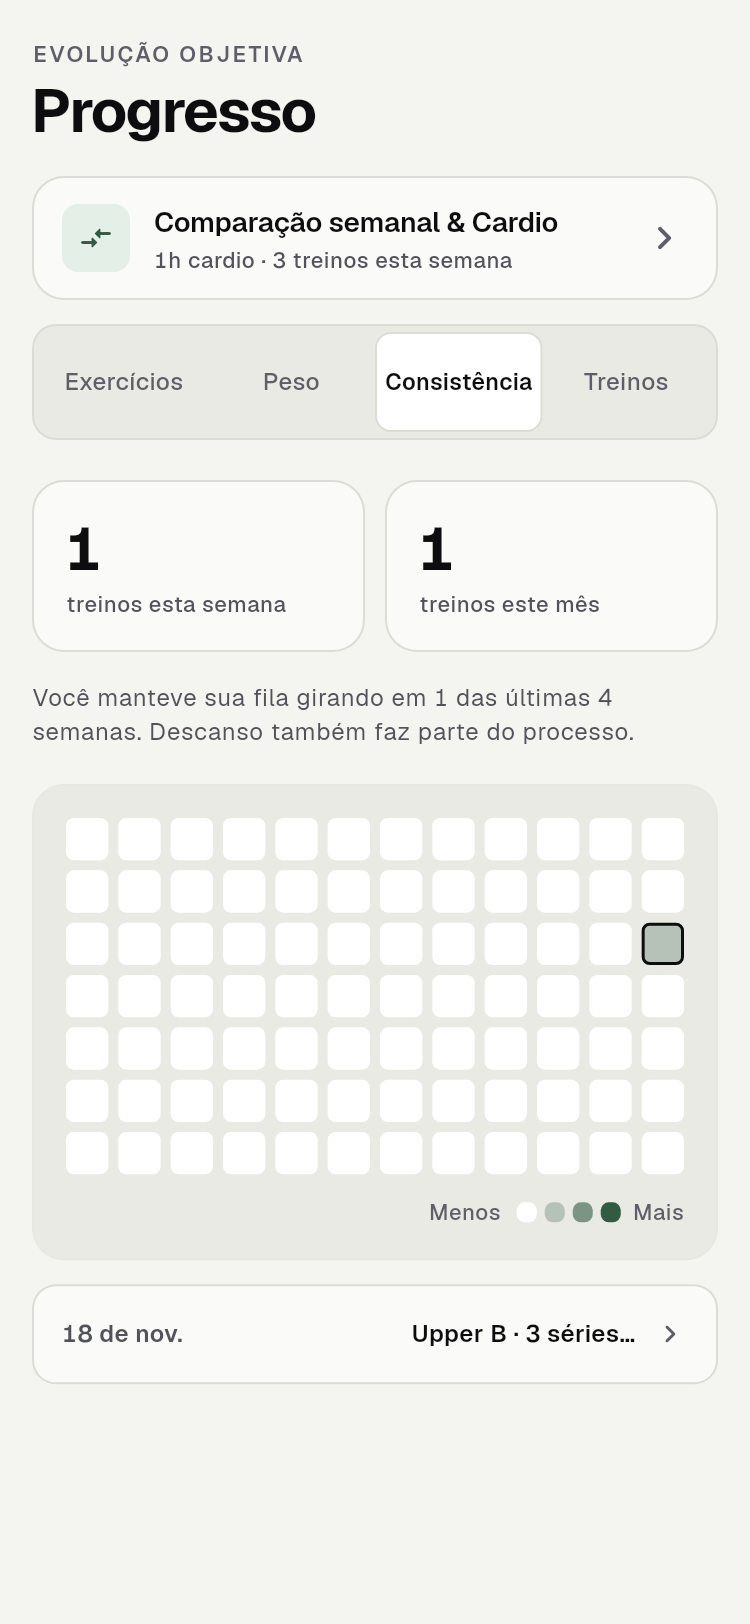 EVOLUÇÃO OBJETIVA
Progresso
Comparação semanal & Cardio
1h cardio · 3 treinos esta semana
Exercícios Peso Consistência Treinos
1 1
treinos esta semana treinos este mês
Você manteve sua fila girando em 1 das últimas 4
semanas. Descanso também faz parte do processo.
Menos Mais
18 de nov. Upper B · 3 séries…